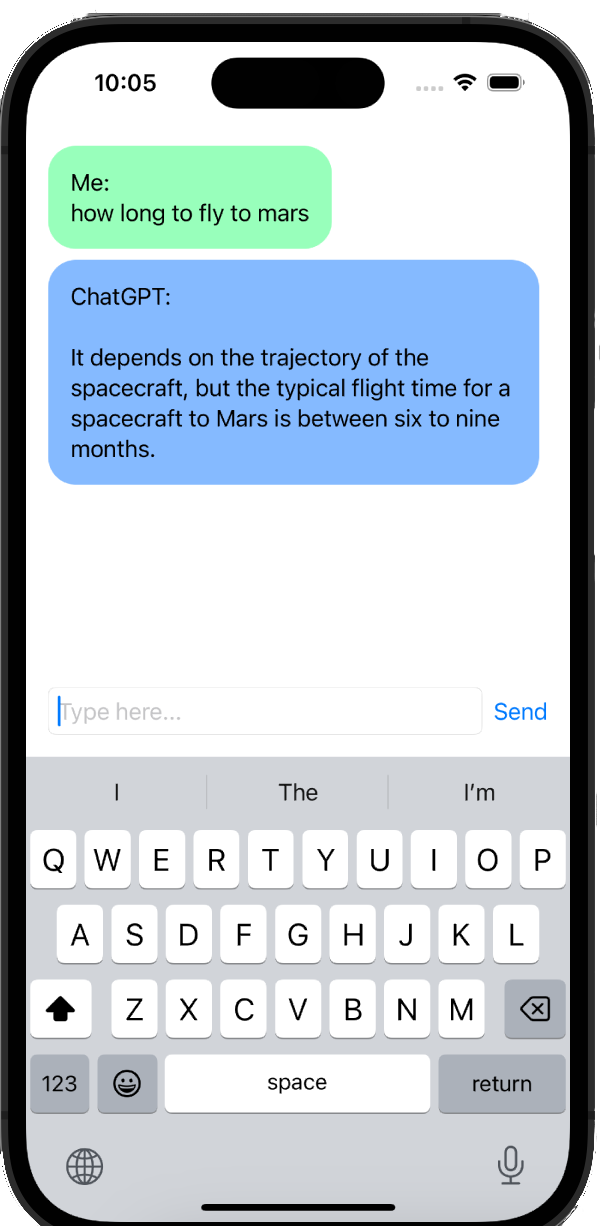 10:05
Me:
how long to fly to mars
ChatGPT:
It depends on the trajectory of the
spacecraft, but the typical flight time for a
spacecraft to Mars is between six to nine
months.
Type here...
Send
I
The
I'm
Q W E R T Y U I O P
A S D F G H J K L
Z X C V B N M
123
space
return